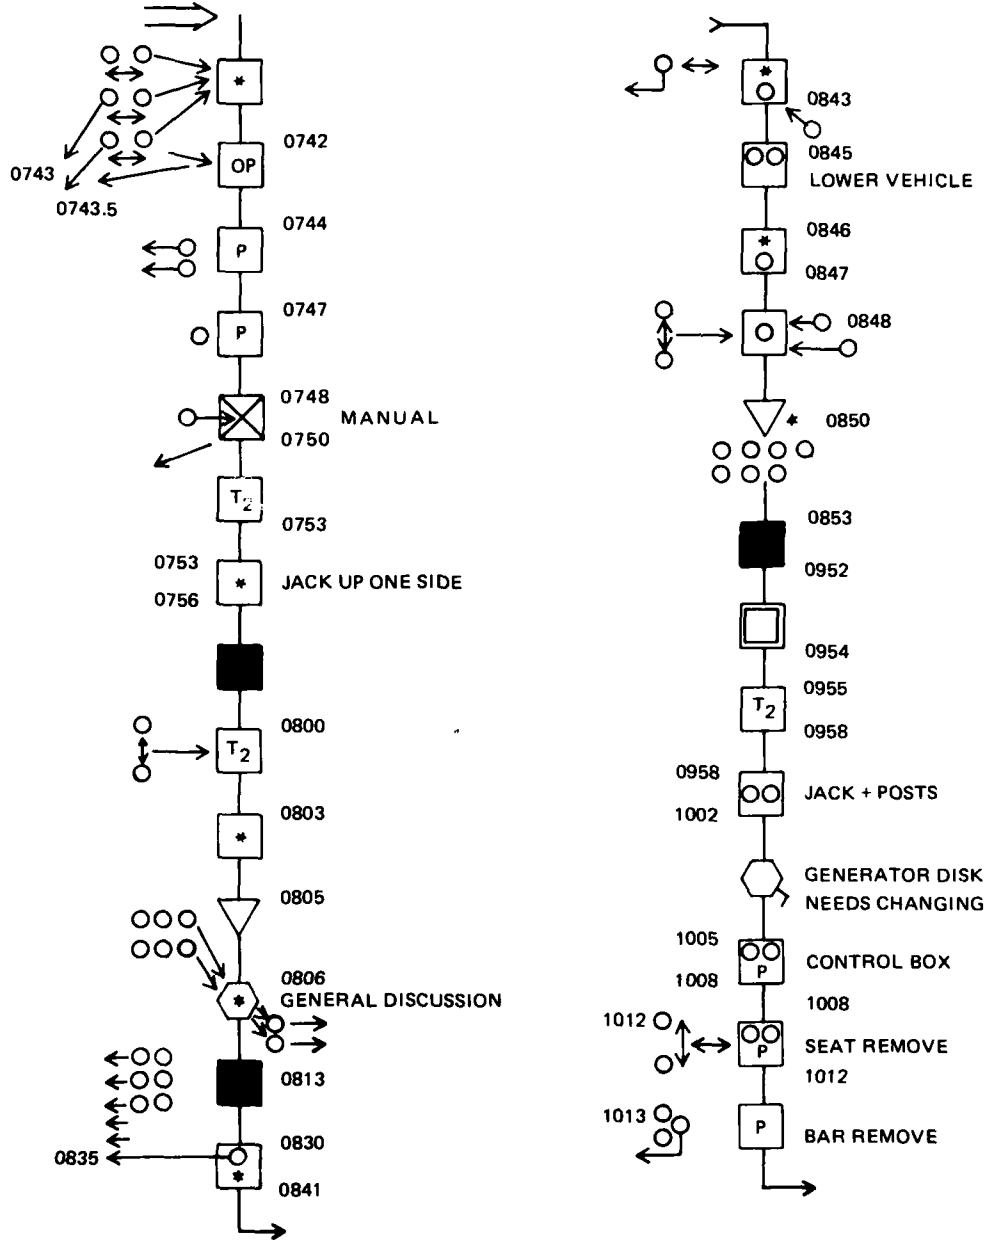 *
0742
OP
0743
0743.5
0744
P
0747
P
0748
MANUAL
0750
T2
0753
0753
* JACK UP ONE SIDE
0756
0800
T2
0803
*
0805
0806
* GENERAL DISCUSSION
0813
0830
0835
*
0841
*
0843
0845
LOWER VEHICLE
0846
*
0847
0848
* 0850
0853
0952
0954
0955
T2
0958
0958
JACK + POSTS
1002
GENERATOR DISK
NEEDS CHANGING
1005
P CONTROL BOX
1008
1008
1012
P SEAT REMOVE
1012
1013
P BAR REMOVE